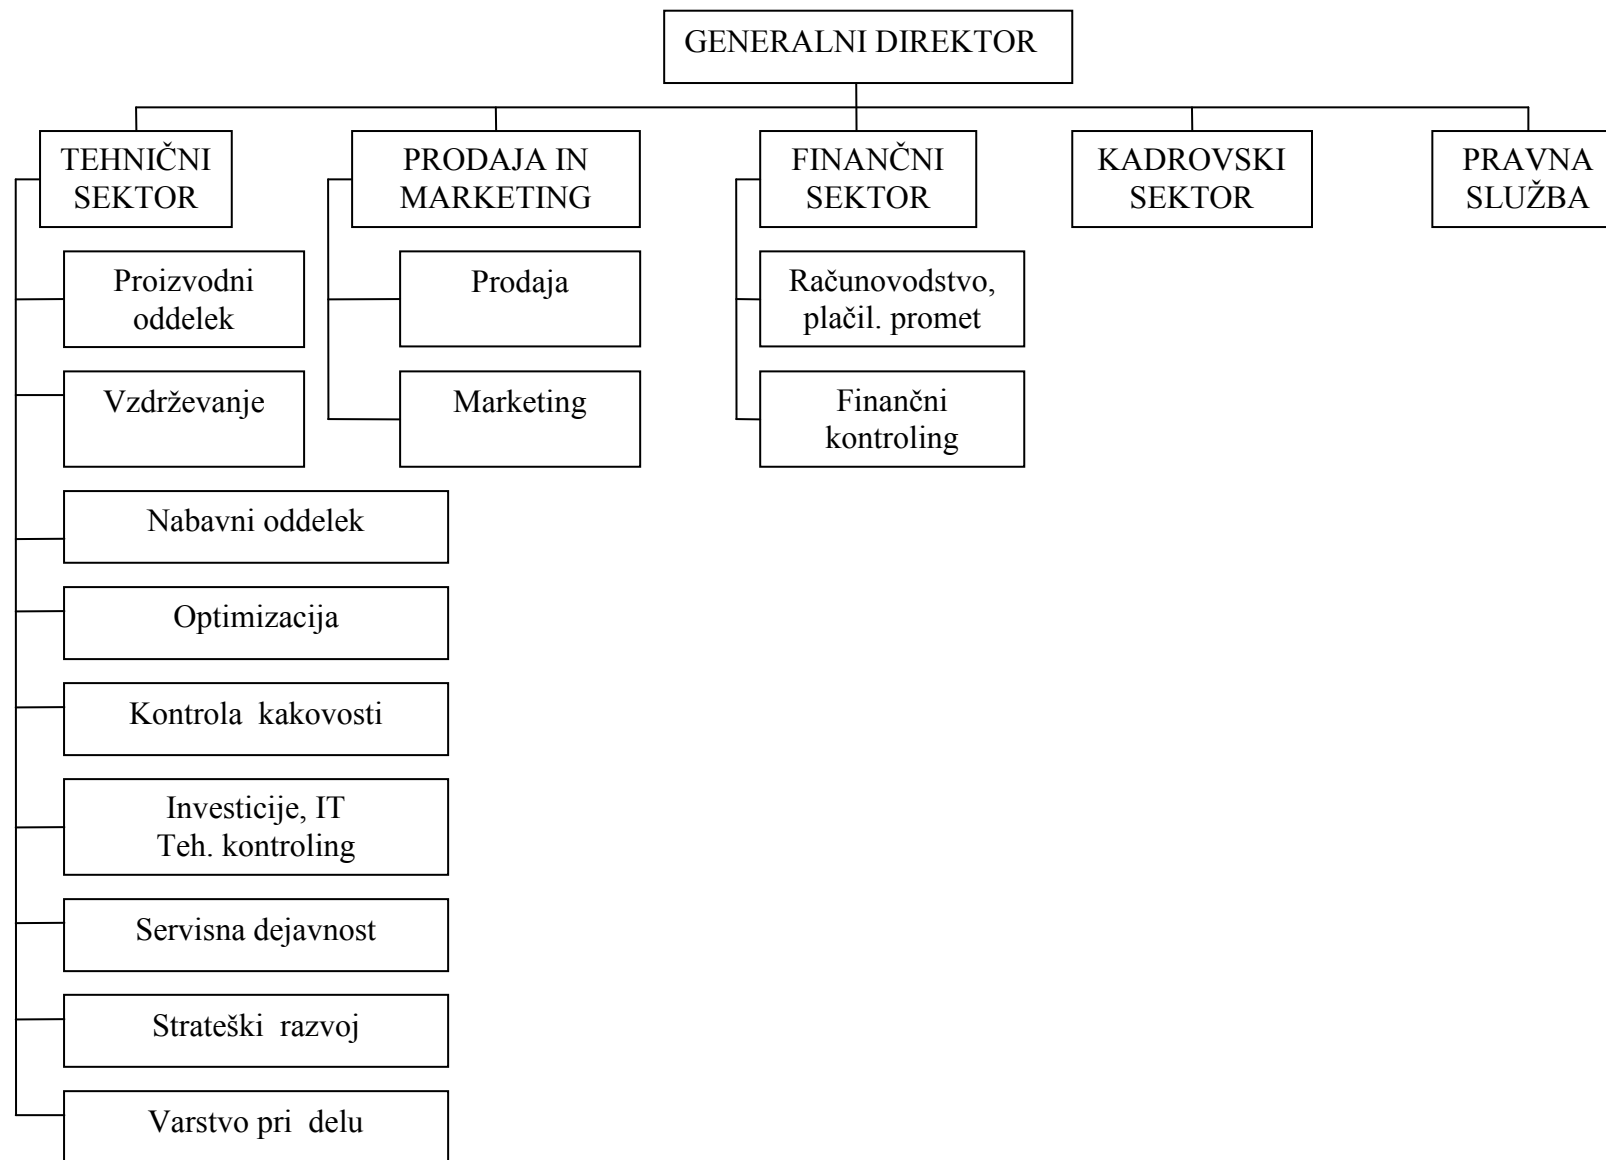 GENERALNI DIREKTOR
TEHNIČNI
SEKTOR
PRODAJA IN
MARKETING
FINANČNI
SEKTOR
KADROVSKI
SEKTOR
PRAVNA
SLUŽBA
Proizvodni
oddelek
Prodaja
Računovodstvo,
plačil. promet
Vzdrževanje
Marketing
Finančni
kontroling
Nabavni oddelek
Optimizacija
Kontrola  kakovosti
Investicije, IT
Teh. kontroling
Servisna dejavnost
Strateški  razvoj
Varstvo pri  delu